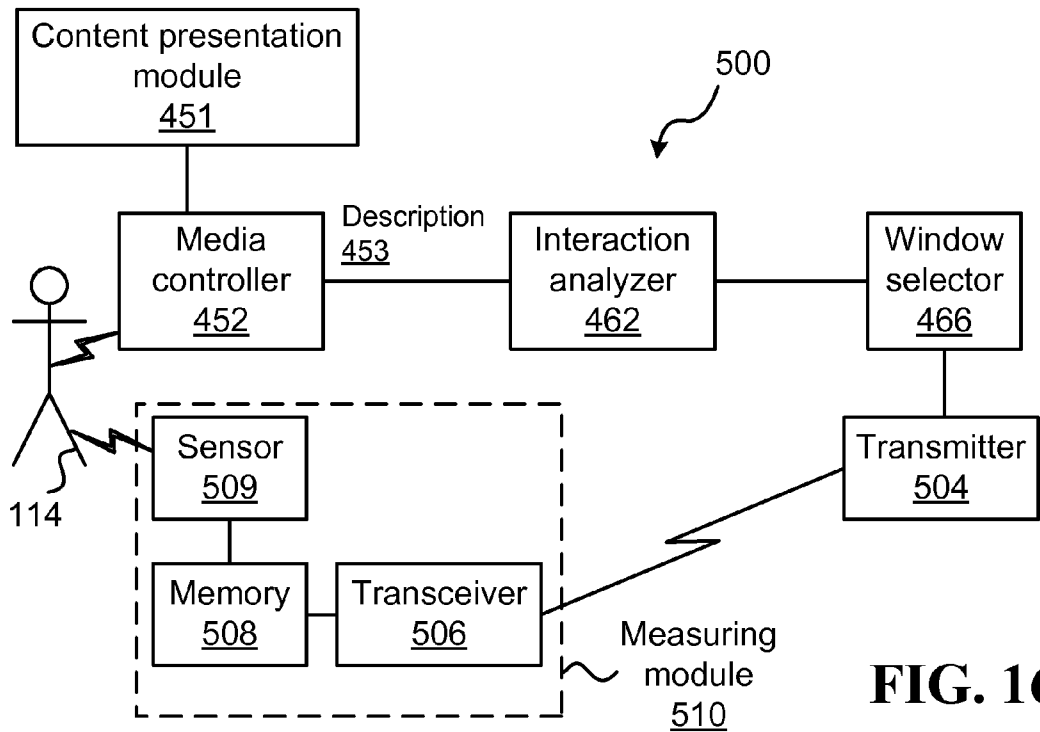 Content presentation
module
451
500
Media
controller
452
Description
453
Interaction
analyzer
462
Window
selector
466
114
Sensor
509
Transmitter
504
Memory
508
Transceiver
506
Measuring
module
510
FIG.